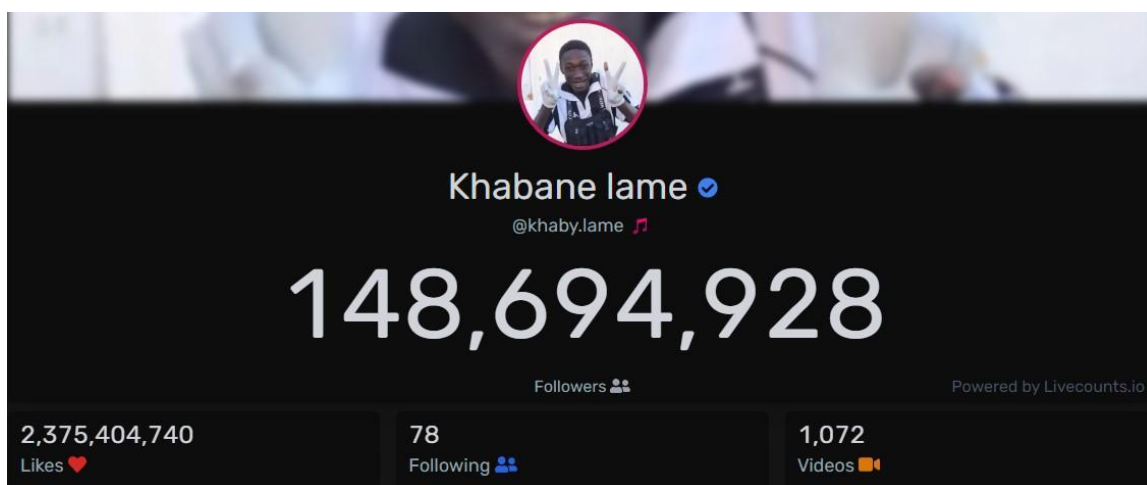 Khabane lame
@khaby.lame
148,694,928
Followers
Powered by Livecounts.io
2,375,404,740
Likes
78
Following
1,072
Videos